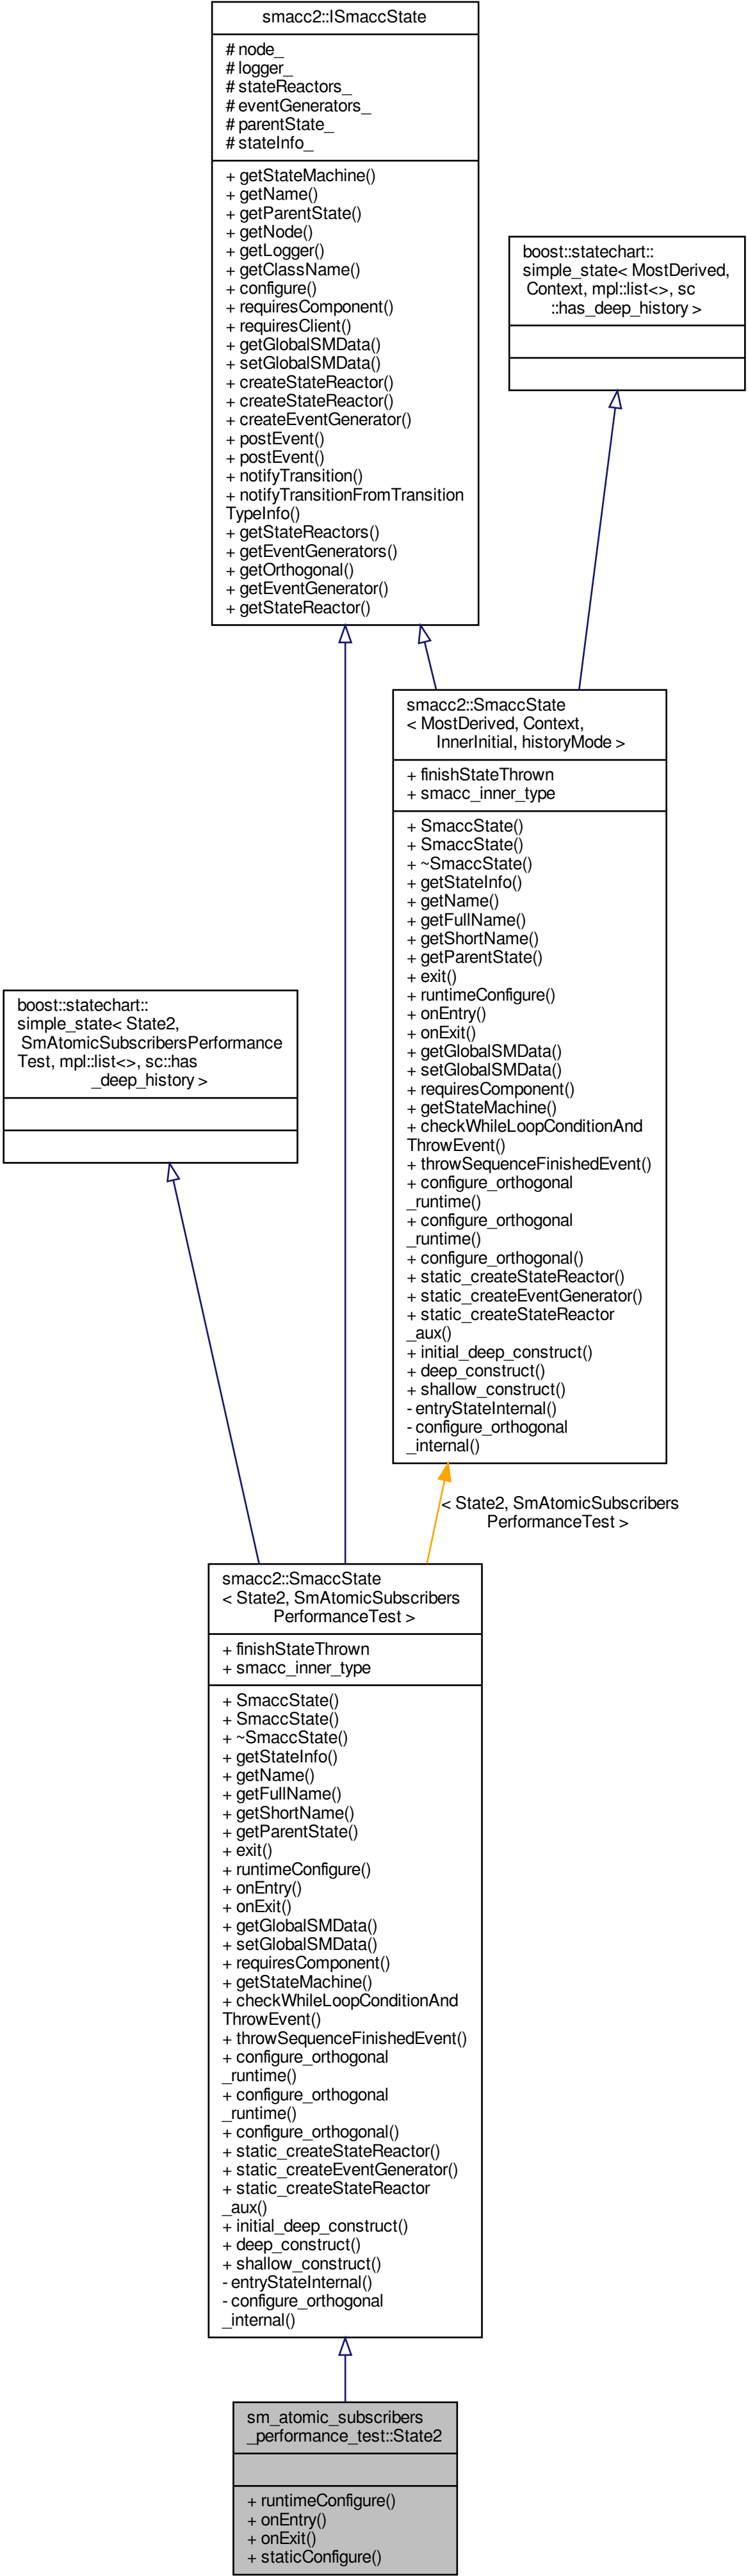 smacc2::ISmaccState
# node_
# logger_
# stateReactors_
# eventGenerators_
# parentState_
# stateInfo_
+ getStateMachine()
+ getName()
+ getParentState()
+ getNode()
+ getLogger()
+ getClassName()
+ configure()
+ requiresComponent()
+ requiresClient()
+ getGlobalSMData()
+ setGlobalSMData()
+ createStateReactor()
+ createStateReactor()
+ createEventGenerator()
+ postEvent()
+ postEvent()
+ notifyTransition()
+ notifyTransitionFromTransition
TypeInfo()
+ getStateReactors()
+ getEventGenerators()
+ getOrthogonal()
+ getEventGenerator()
+ getStateReactor()
boost::statechart::
simple_state< MostDerived,
Context, mpl::list<>, sc
::has_deep_history >
smacc2::SmaccState
< MostDerived, Context,
InnerInitial, historyMode >
+ finishStateThrown
+ smacc_inner_type
+ SmaccState()
+ SmaccState()
+ ~SmaccState()
+ getStateInfo()
+ getName()
+ getFullName()
+ getShortName()
+ getParentState()
+ exit()
+ runtimeConfigure()
+ onEntry()
+ onExit()
+ getGlobalSMData()
+ setGlobalSMData()
+ requiresComponent()
+ getStateMachine()
+ checkWhileLoopConditionAnd
ThrowEvent()
+ throwSequenceFinishedEvent()
+ configure_orthogonal
_runtime()
+ configure_orthogonal
_runtime()
+ configure_orthogonal()
+ static_createStateReactor()
+ static_createEventGenerator()
+ static_createStateReactor
_aux()
+ initial_deep_construct()
+ deep_construct()
+ shallow_construct()
- entryStateInternal()
- configure_orthogonal
_internal()
boost::statechart::
simple_state< State2,
SmAtomicSubscribersPerformance
Test, mpl::list<>, sc::has
_deep_history >
< State2, SmAtomicSubscribers
PerformanceTest >
smacc2::SmaccState
< State2, SmAtomicSubscribers
PerformanceTest >
+ finishStateThrown
+ smacc_inner_type
+ SmaccState()
+ SmaccState()
+ ~SmaccState()
+ getStateInfo()
+ getName()
+ getFullName()
+ getShortName()
+ getParentState()
+ exit()
+ runtimeConfigure()
+ onEntry()
+ onExit()
+ getGlobalSMData()
+ setGlobalSMData()
+ requiresComponent()
+ getStateMachine()
+ checkWhileLoopConditionAnd
ThrowEvent()
+ throwSequenceFinishedEvent()
+ configure_orthogonal
_runtime()
+ configure_orthogonal
_runtime()
+ configure_orthogonal()
+ static_createStateReactor()
+ static_createEventGenerator()
+ static_createStateReactor
_aux()
+ initial_deep_construct()
+ deep_construct()
+ shallow_construct()
- entryStateInternal()
- configure_orthogonal
_internal()
sm_atomic_subscribers
_performance_test::State2
+ runtimeConfigure()
+ onEntry()
+ onExit()
+ staticConfigure()